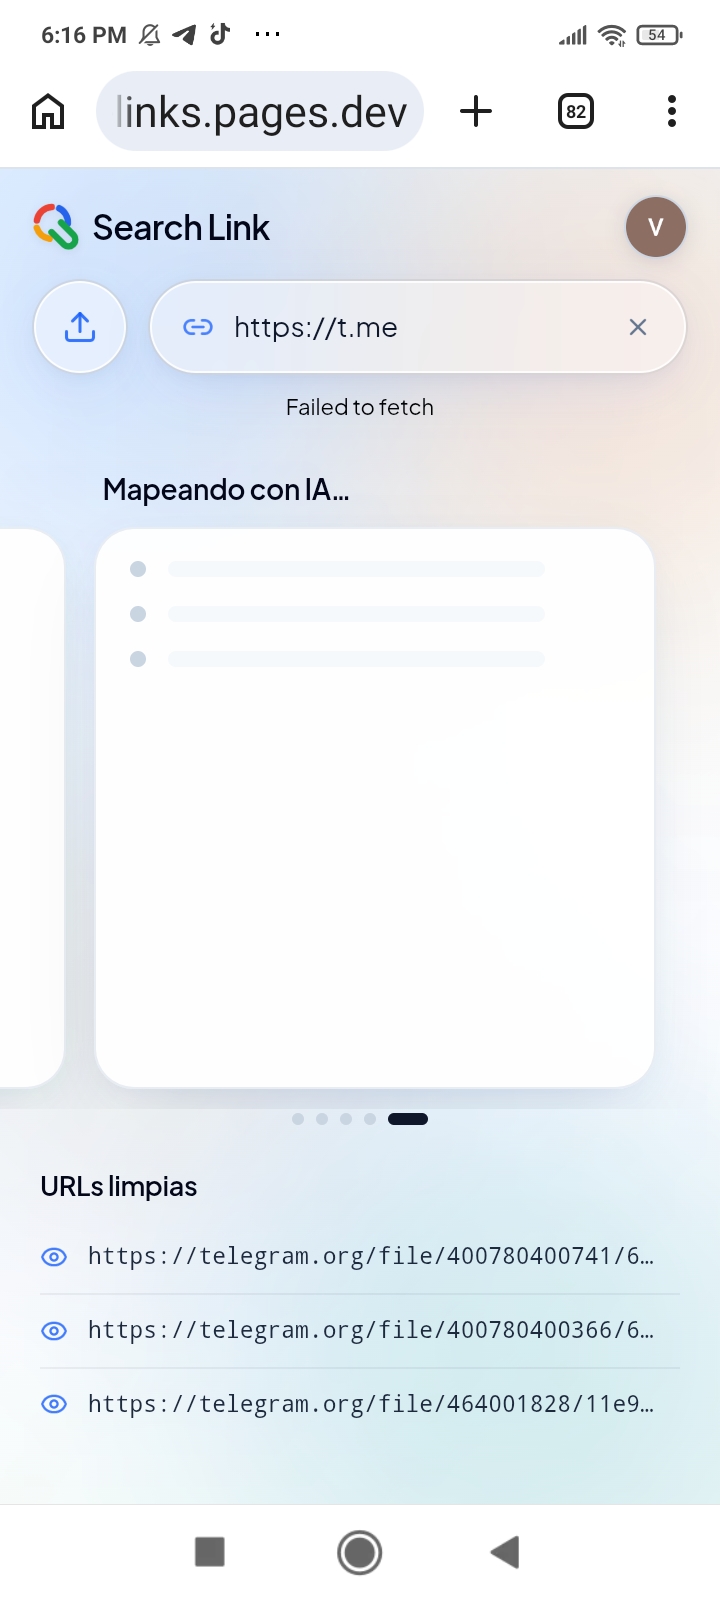 6:16 PM
54
links.pages.dev
82
Search Link
V
https://t.me
Failed to fetch
Mapeando con IA...
URLs limpias
https://telegram.org/file/400780400741/6…
https://telegram.org/file/400780400366/6…
https://telegram.org/file/464001828/11e9…